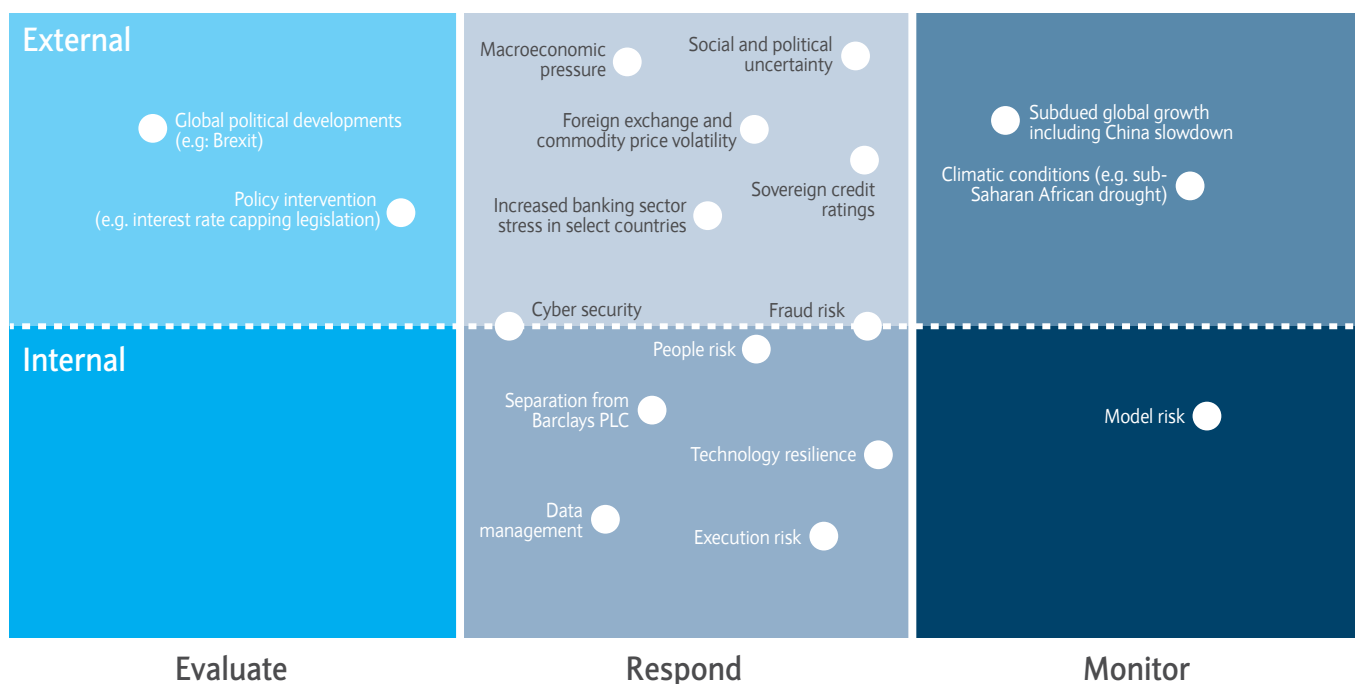 External
Global political developments
(e.g: Brexit)
Policy intervention
(e.g. interest rate capping legislation)
Macroeconomic
pressure
Social and political
uncertainty
Foreign exchange and
commodity price volatility
Sovereign credit
ratings
Increased banking sector
stress in select countries
Subdued global growth
including China slowdown
Climatic conditions (e.g. sub-
Saharan African drought)
Cyber security
Fraud risk
Internal
People risk
Separation from
Barclays PLC
Technology resilience
Data
management
Execution risk
Model risk
Evaluate
Respond
Monitor